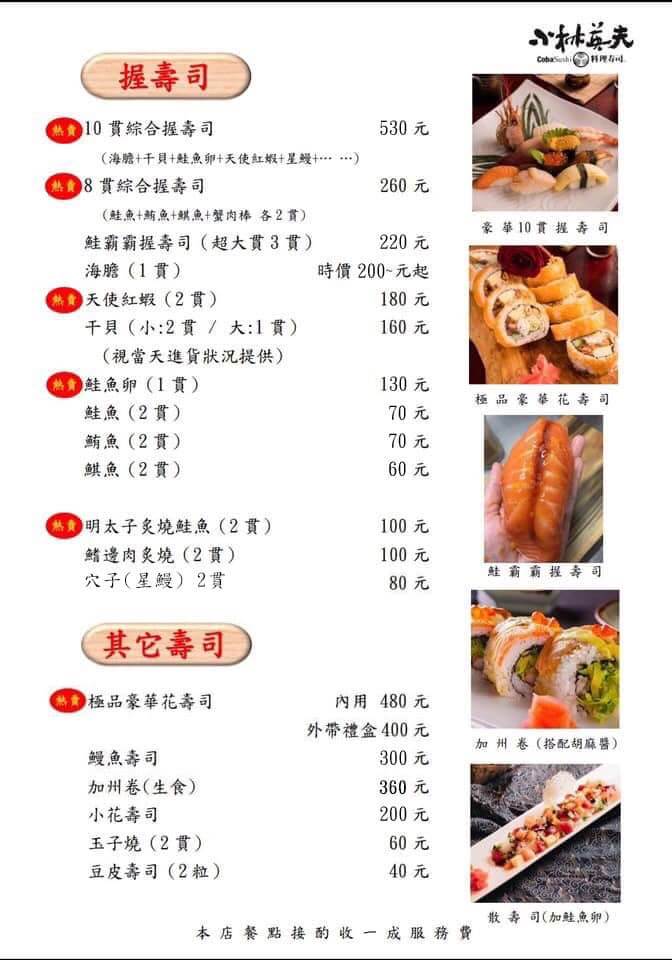 小林英夫
CobaSushi 料理寿司
握壽司
熱賣 10 貫綜合握壽司 530 元
(海膽+干貝+鮭魚卵+天使紅蝦+星鰻+⋯ ⋯)
熱賣 8 貫綜合握壽司 260 元
(鮭魚+鮪魚+鯕魚+蟹肉棒 各2貫)
鮭霸霸握壽司 (超大貫3貫) 220 元
海膽 (1貫) 時價 200~元起
熱賣 天使紅蝦 (2貫) 180 元
干貝 (小:2貫 / 大:1貫) 160 元
(視當天進貨狀況提供)
熱賣 鮭魚卵 (1貫) 130 元
鮭魚 (2貫) 70 元
鮪魚 (2貫) 70 元
鯕魚 (2貫) 60 元
熱賣 明太子炙燒鮭魚 (2貫) 100 元
鰭邊肉炙燒 (2貫) 100 元
穴子(星鰻) 2貫 80 元
其它壽司
熱賣 極品豪華花壽司 內用 480 元
外帶禮盒400 元
鰻魚壽司 300 元
加州卷(生食) 360 元
小花壽司 200 元
玉子燒 (2貫) 60 元
豆皮壽司 (2粒) 40 元
豪華10貫握壽司
極品豪華花壽司
鮭霸霸握壽司
加州卷(搭配胡麻醬)
散壽司(加鮭魚卵)
本店餐點接酌收一成服務費